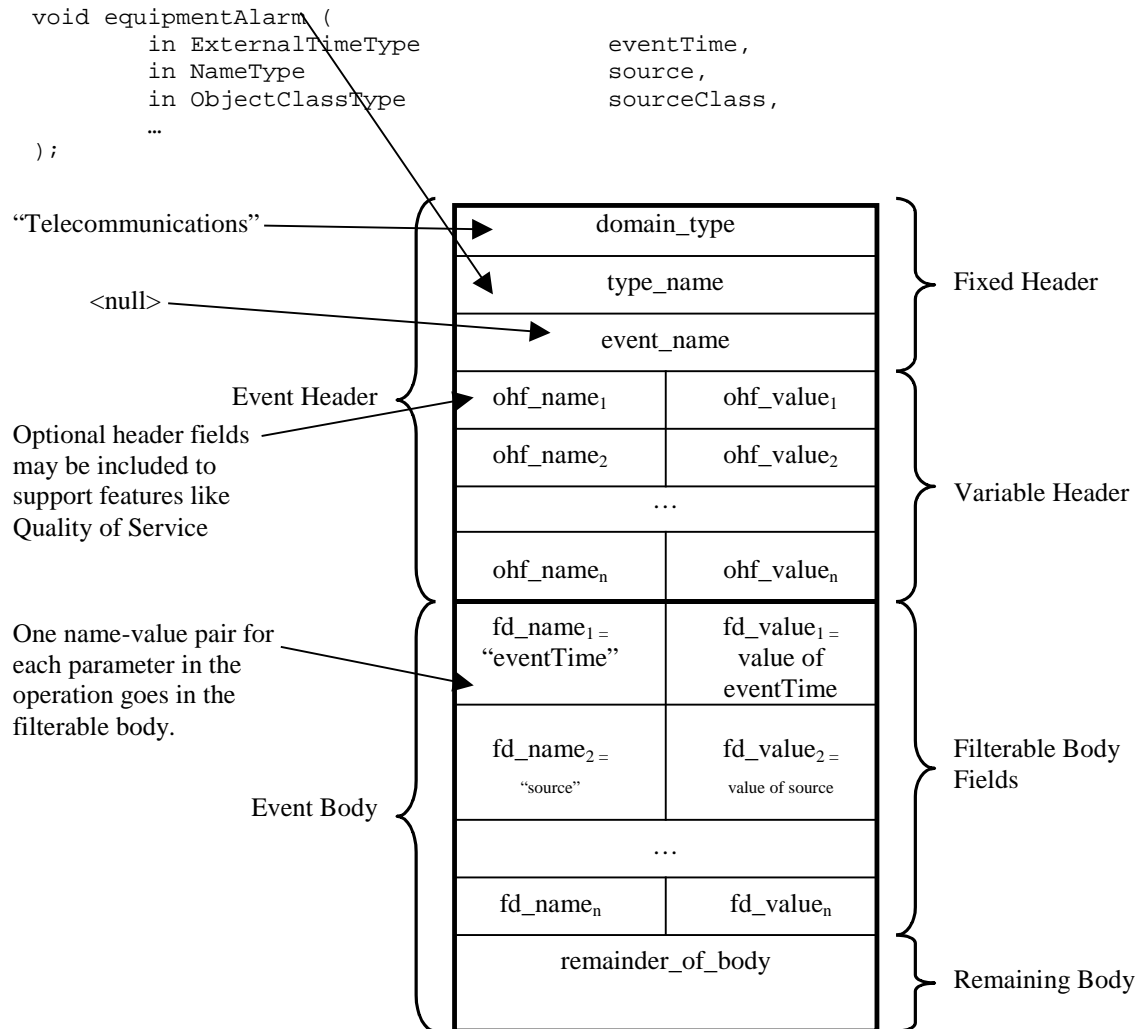 void equipmentAlarm (
in ExternalTimeType eventTime,
in NameType source,
in ObjectClassType sourceClass,
…
);
“Telecommunications”
domain_type
type_name
Fixed Header
<null>
event_name
Event Header
ohf_name1 ohf_value1
Optional header fields
may be included to
support features like
Quality of Service
ohf_name2 ohf_value2
Variable Header
…
ohf_namen ohf_valuen
One name-value pair for
each parameter in the
operation goes in the
filterable body.
fd_name1 =
“eventTime”
fd_value1 =
value of
eventTime
fd_name2 =
“source”
fd_value2 =
value of source
Filterable Body
Fields
Event Body
…
fd_namen fd_valuen
remainder_of_body
Remaining Body